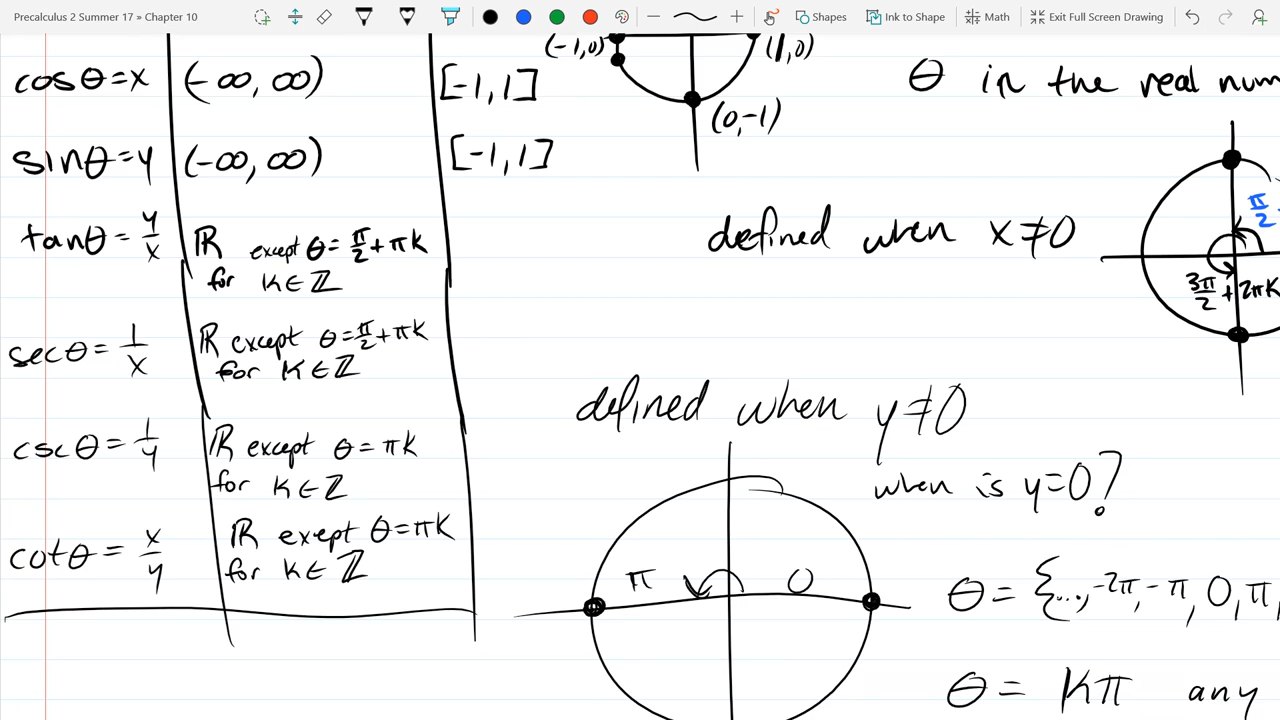 Precalculus 2 Summer 17 » Chapter 10
Shapes
Ink to Shape
Math
Exit Full Screen Drawing
cosθ=x (-∞, ∞) [-1, 1]
sinθ=y (-∞, ∞) [-1, 1]
tanθ = y/x ℝ except θ = π/2 + πk
for k∈ℤ
secθ = 1/x ℝ except θ = π/2 + πk
for k∈ℤ
cscθ = 1/y ℝ except θ = πk
for k∈ℤ
cotθ = x/y ℝ exept θ = πk
for k∈ℤ
(-1,0) (1,0)
(0,-1)
θ in the real num
defined when x≠0
π/2
3π/2 + 2πk
defined when y≠0
when is y=0?
π 0
θ = {..., -2π, -π, 0, π,
θ = kπ any